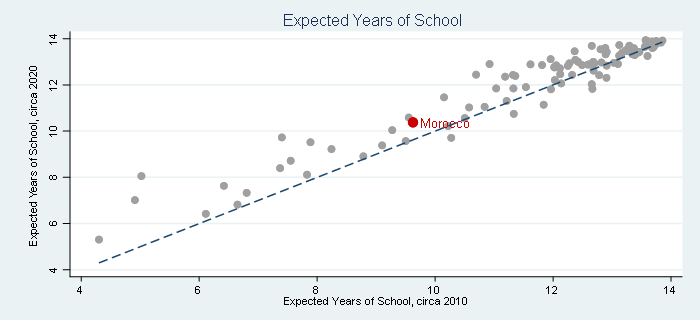 Expected Years of School
Expected Years of School, circa 2020
14
12
10
8
6
4
Morocco
4 6 8 10 12 14
Expected Years of School, circa 2010